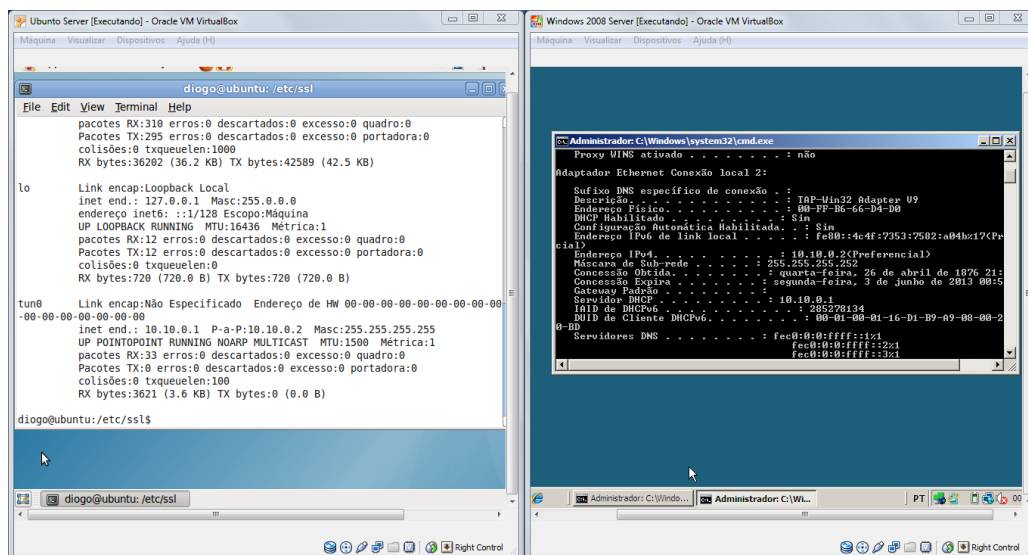 Ubunto Server [Executando] - Oracle VM VirtualBox
Máquina Visualizar Dispositivos Ajuda (H)
diogo@ubuntu: /etc/ssl
File Edit View Terminal Help
pacotes RX:310 erros:0 descartados:0 excesso:0 quadro:0
Pacotes TX:295 erros:0 descartados:0 excesso:0 portadora:0
colisões:0 txqueuelen:1000
RX bytes:36202 (36.2 KB) TX bytes:42589 (42.5 KB)
lo Link encap:Loopback Local
inet end.: 127.0.0.1 Masc:255.0.0.0
endereço inet6: ::1/128 Escopo:Máquina
UP LOOPBACK RUNNING MTU:16436 Métrica:1
pacotes RX:12 erros:0 descartados:0 excesso:0 quadro:0
Pacotes TX:12 erros:0 descartados:0 excesso:0 portadora:0
colisões:0 txqueuelen:0
RX bytes:720 (720.0 B) TX bytes:720 (720.0 B)
tun0 Link encap:Não Especificado Endereço de HW 00-00-00-00-00-00-00-00
-00-00-00-00-00-00-00
inet end.: 10.10.0.1 P-a-P:10.10.0.2 Masc:255.255.255.255
UP POINTOPOINT RUNNING NOARP MULTICAST MTU:1500 Métrica:1
pacotes RX:33 erros:0 descartados:0 excesso:0 quadro:0
Pacotes TX:0 erros:0 descartados:0 excesso:0 portadora:0
colisões:0 txqueuelen:100
RX bytes:3621 (3.6 KB) TX bytes:0 (0.0 B)
diogo@ubuntu:/etc/ssl$
diogo@ubuntu: /etc/ssl
Right Control
Windows 2008 Server [Executando] - Oracle VM VirtualBox
Máquina Visualizar Dispositivos Ajuda (H)
Administrador: C:\Windows\system32\cmd.exe
Proxy WINS ativado . . . . . . . . : não
Adaptador Ethernet Conexão local 2:
Sufixo DNS específico de conexão . :
Descrição. . . . . . . . . . . . . : TAP-Win32 Adapter V9
Endereço Físico. . . . . . . . . . : 00-FF-B6-66-D4-D0
DHCP Habilitado . . . . . . . . . . : Sim
Configuração Automática Habilitada. . : Sim
Endereço IPv6 de link local . . . . . : fe80::4c4f:7353:7582:a04b%17(Pr
cial)
Endereço IPv4. . . . . . . . . . . : 10.10.0.2(Preferencial)
Máscara de Sub-rede . . . . . . : 255.255.255.252
Concessão Obtida. . . . . . . . . : quarta-feira, 26 de abril de 1876 21:
Concessão Expira . . . . . . . . : segunda-feira, 3 de junho de 2013 00:5
Gateway Padrão . . . . . . . . . :
Servidor DHCP . . . . . . . . . . : 10.10.0.1
IAID de DHCPv6 . . . . . . . . . . : 285278134
DUID de Cliente DHCPv6. . . . . . . . : 00-01-00-01-16-D1-B9-A9-08-00-2
0-BD
Servidores DNS . . . . . . . . : fec0:0:0:ffff::1%1
fec0:0:0:ffff::2%1
fec0:0:0:ffff::3%1
Administrador: C:\Windo...
Administrador: C:\Wi...
PT
00
Right Control